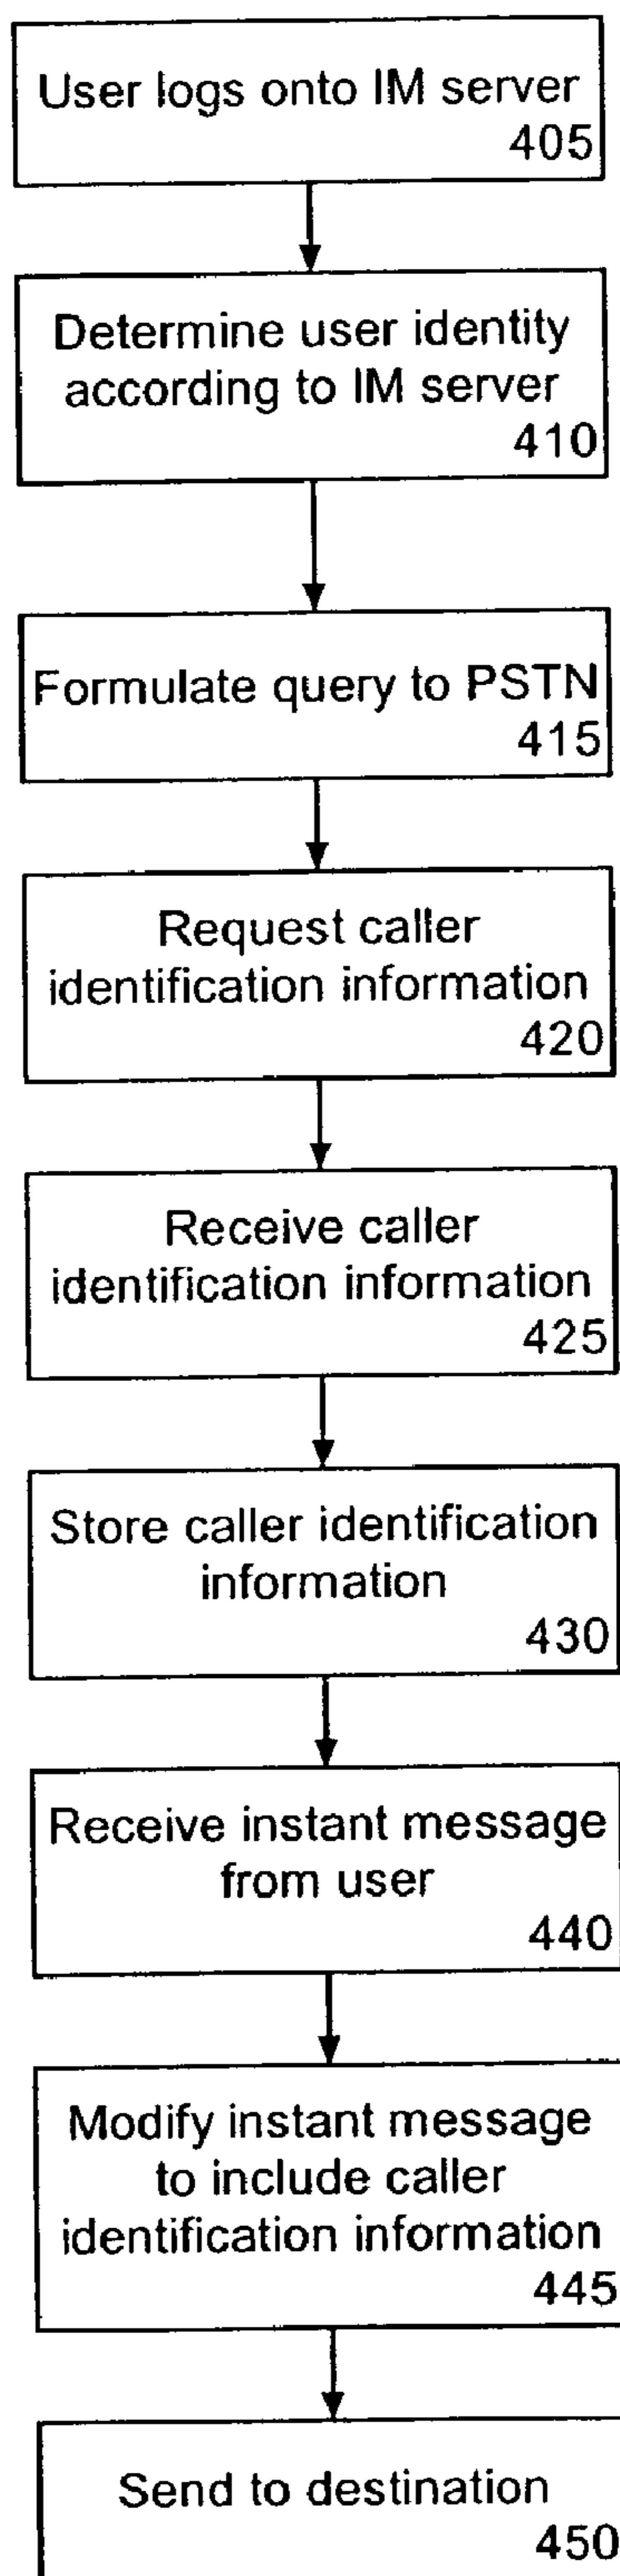 User logs onto IM server
405
Determine user identity
according to IM server
410
Formulate query to PSTN
415
Request caller
identification information
420
Receive caller
identification information
425
Store caller identification
information
430
Receive instant message
from user
440
Modify instant message
to include caller
identification information
445
Send to destination
450